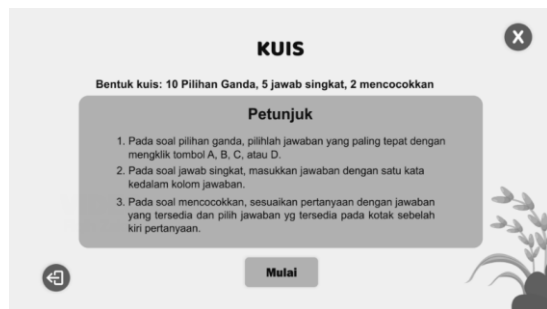 KUIS
X
Bentuk kuis: 10 Pilihan Ganda, 5 jawab singkat, 2 mencocokkan
Petunjuk
1. Pada soal pilihan ganda, pilihlah jawaban yang paling tepat dengan
mengklik tombol A, B, C, atau D.
2. Pada soal jawab singkat, masukkan jawaban dengan satu kata
kedalam kolom jawaban.
3. Pada soal mencocokkan, sesuaikan pertanyaan dengan jawaban
yang tersedia dan pilih jawaban yg tersedia pada kotak sebelah
kiri pertanyaan.
Mulai